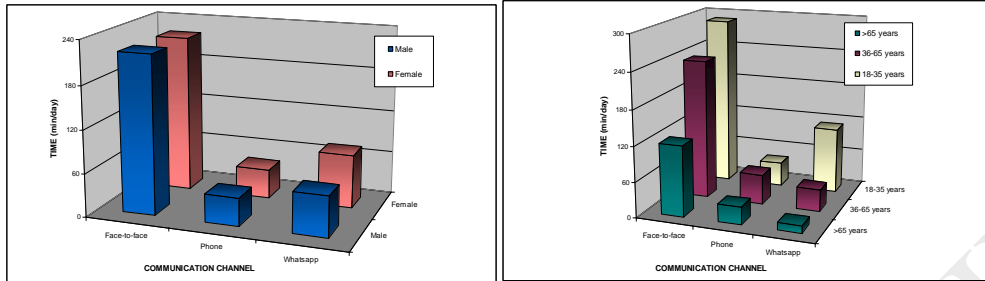 240
180
120
60
0
TIME (min/day)
Face-to-face
Phone
Whatsapp
Male
Female
COMMUNICATION CHANNEL
Male
Female
300
240
180
120
60
0
TIME (min/day)
Face-to-face
Phone
Whatsapp
>65 years
36-65 years
18-35 years
COMMUNICATION CHANNEL
>65 years
36-65 years
18-35 years